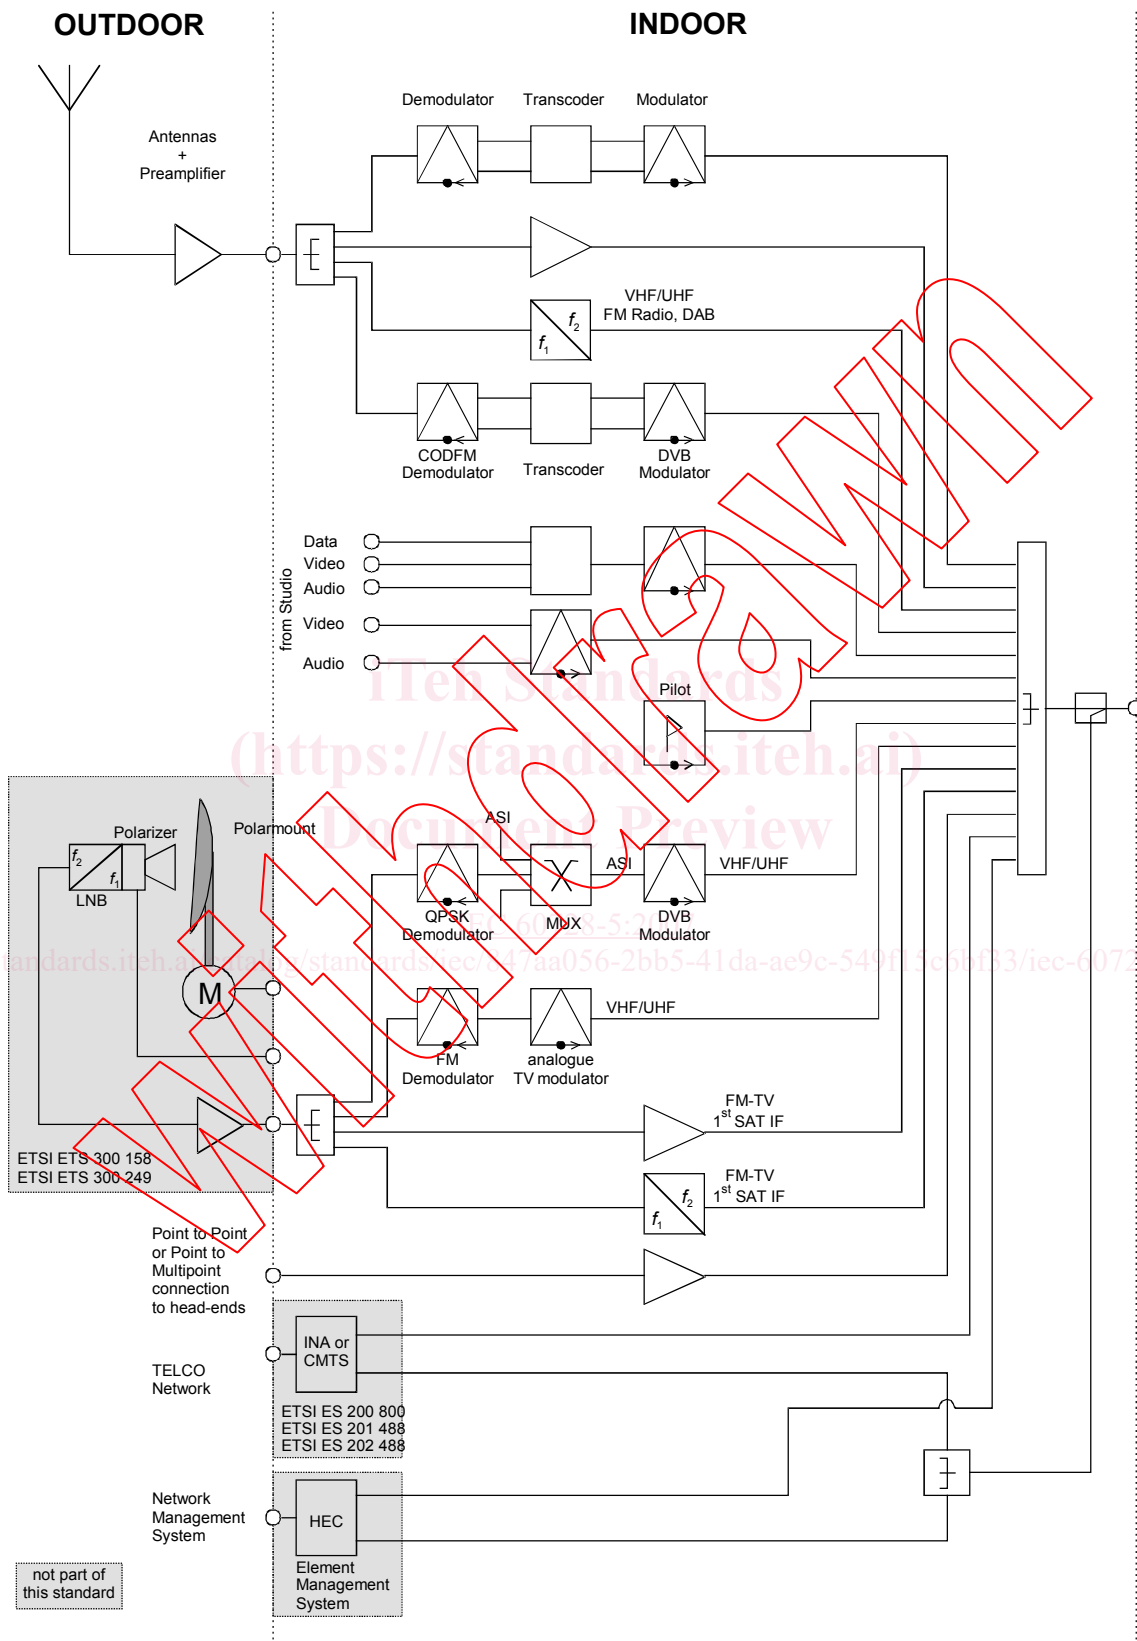 OUTDOOR
INDOOR
Demodulator
Transcoder
Modulator
Antennas
+
Preamplifier
VHF/UHF
FM Radio, DAB
f2
f1
CODFM
Demodulator
Transcoder
DVB
Modulator
from Studio
Data
Video
Audio
Video
Audio
iTeh Standards
Pilot
(https://standards.iteh.ai)
Document Preview
Polarizer
Polarmount
ASI
f2
f1
LNB
ASI
VHF/UHF
QPSK
Demodulator
MUX
DVB
Modulator
M
VHF/UHF
FM
Demodulator
analogue
TV modulator
FM-TV
1st SAT IF
ETSI ETS 300 158
ETSI ETS 300 249
FM-TV
1st SAT IF
f2
f1
Point to Point
or Point to
Multipoint
connection
to head-ends
INA or
CMTS
TELCO
Network
ETSI ES 200 800
ETSI ES 201 488
ETSI ES 202 488
Network
Management
System
HEC
Element
Management
System
not part of
this standard
Withdrawn